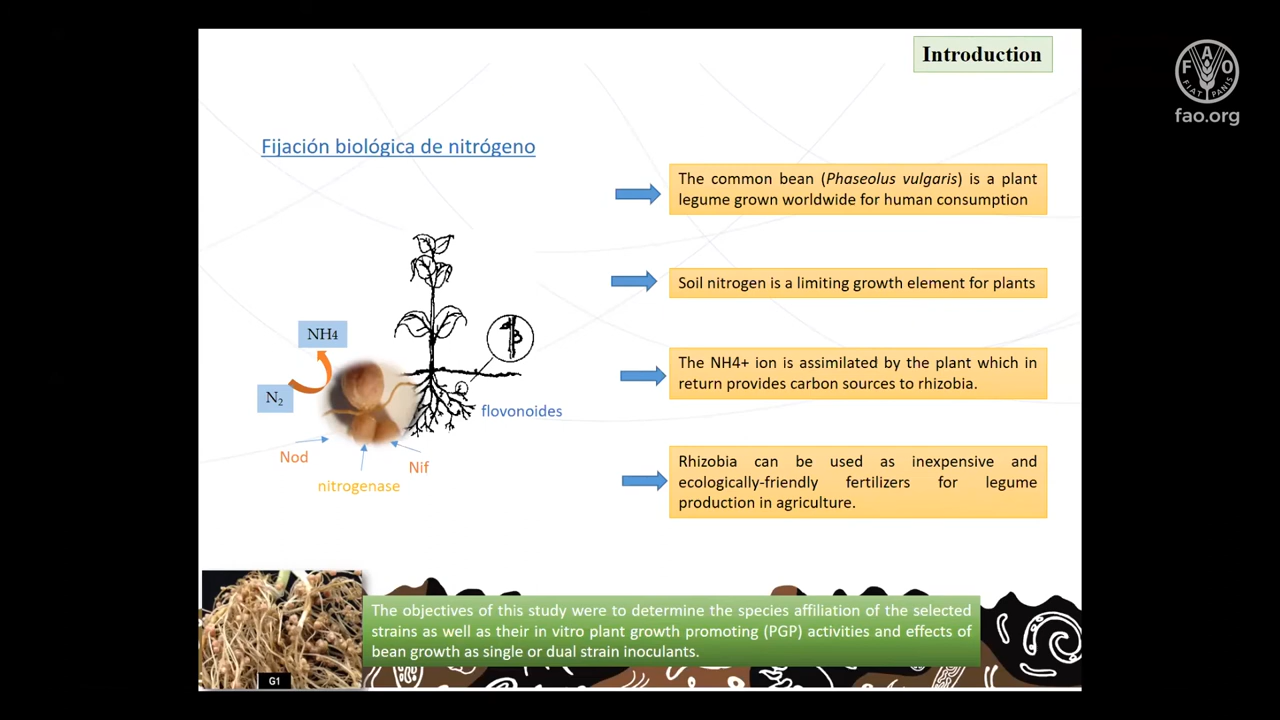 Introduction
F A O
FIAT PANIS
fao.org
Fijación biológica de nitrógeno
The common bean (Phaseolus vulgaris) is a plant
legume grown worldwide for human consumption
Soil nitrogen is a limiting growth element for plants
NH4
The NH4+ ion is assimilated by the plant which in
return provides carbon sources to rhizobia.
N2
flovonoides
Nod
Nif
nitrogenase
Rhizobia can be used as inexpensive and
ecologically-friendly fertilizers for legume
production in agriculture.
The objectives of this study were to determine the species affiliation of the selected
strains as well as their in vitro plant growth promoting (PGP) activities and effects of
bean growth as single or dual strain inoculants.
G1